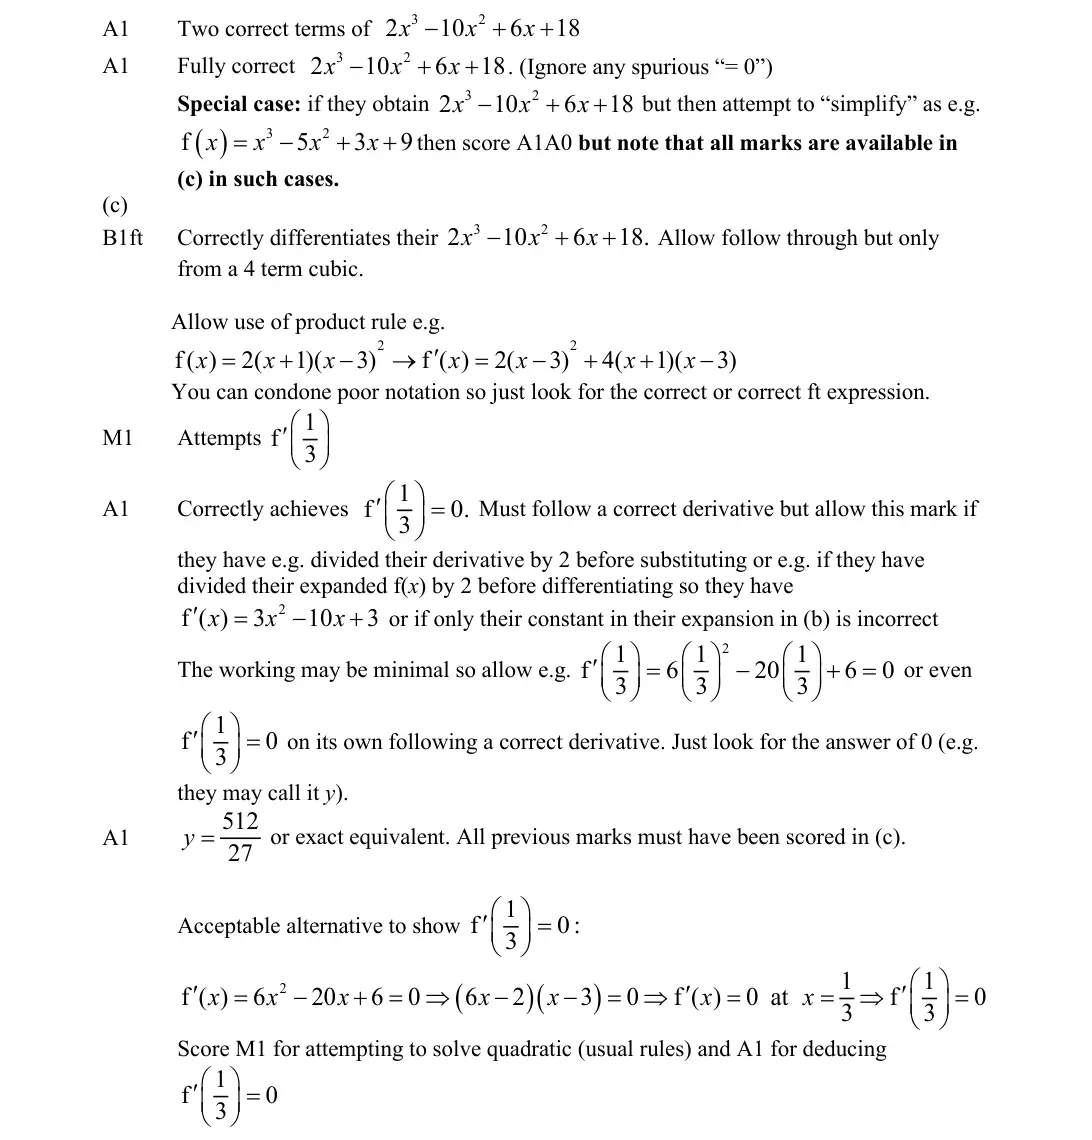 A1 Two correct terms of 2x³ – 10x² + 6x + 18
A1 Fully correct 2x³ – 10x² + 6x + 18. (Ignore any spurious “= 0”)
Special case: if they obtain 2x³ – 10x² + 6x + 18 but then attempt to “simplify” as e.g.
f(x) = x³ – 5x² + 3x + 9 then score A1A0 but note that all marks are available in
(c) in such cases.
(c)
B1ft Correctly differentiates their 2x³ – 10x² + 6x + 18. Allow follow through but only
from a 4 term cubic.
Allow use of product rule e.g.
f(x) = 2(x + 1)(x – 3)² → f′(x) = 2(x – 3)² + 4(x + 1)(x – 3)
You can condone poor notation so just look for the correct or correct ft expression.
M1 Attempts f′(1/3)
A1 Correctly achieves f′(1/3) = 0. Must follow a correct derivative but allow this mark if
they have e.g. divided their derivative by 2 before substituting or e.g. if they have
divided their expanded f(x) by 2 before differentiating so they have
f′(x) = 3x² – 10x + 3 or if only their constant in their expansion in (b) is incorrect
The working may be minimal so allow e.g. f′(1/3) = 6(1/3)² – 20(1/3) + 6 = 0 or even
f′(1/3) = 0 on its own following a correct derivative. Just look for the answer of 0 (e.g.
they may call it y).
A1 y = 512/27 or exact equivalent. All previous marks must have been scored in (c).
Acceptable alternative to show f′(1/3) = 0 :
f′(x) = 6x² – 20x + 6 = 0 ⇒ (6x – 2)(x – 3) = 0 ⇒ f′(x) = 0 at x = 1/3 ⇒ f′(1/3) = 0
Score M1 for attempting to solve quadratic (usual rules) and A1 for deducing
f′(1/3) = 0